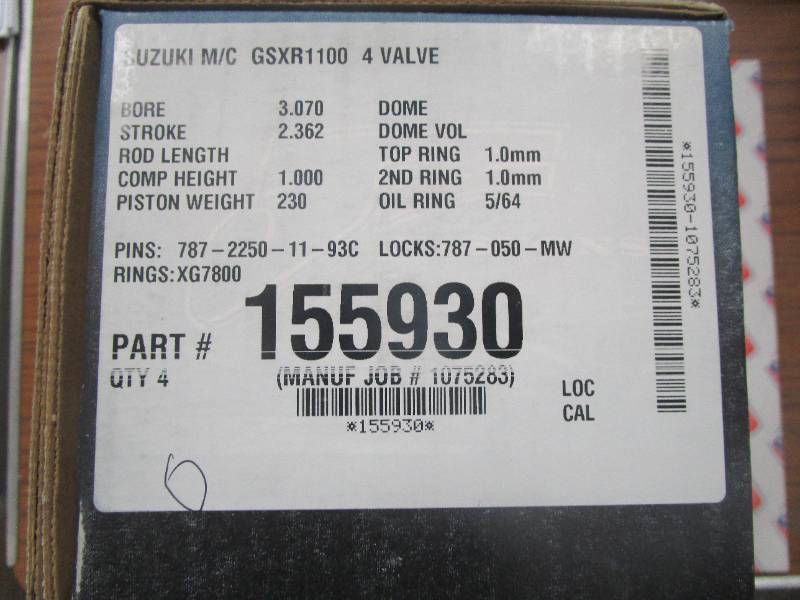 SUZUKI M/C GSXR1100 4 VALVE
BORE 3.070 DOME
STROKE 2.362 DOME VOL
ROD LENGTH TOP RING 1.0mm
COMP HEIGHT 1.000 2ND RING 1.0mm
PISTON WEIGHT 230 OIL RING 5/64
PINS: 787-2250-11-93C LOCKS:787-050-MW
RINGS:XG7800
PART # 155930
QTY 4 (MANUF JOB # 1075283)
*155930*
LOC
CAL
*155930-1075283*